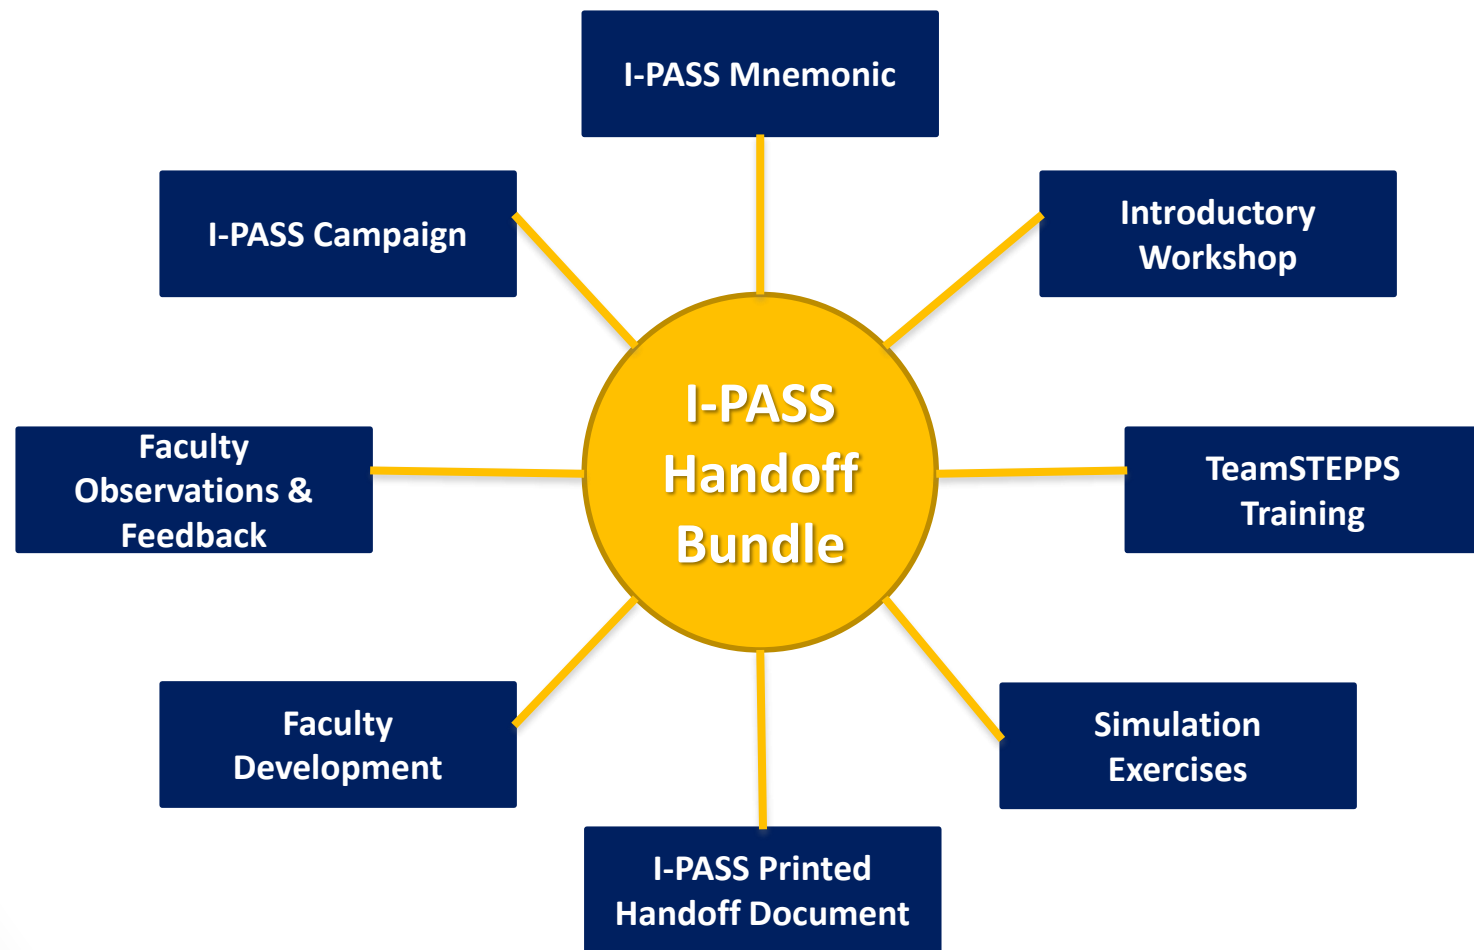 I-PASS Mnemonic
I-PASS Campaign
Introductory
Workshop
I-PASS
Handoff
Bundle
Faculty
Observations &
Feedback
TeamSTEPPS
Training
Faculty
Development
Simulation
Exercises
I-PASS Printed
Handoff Document